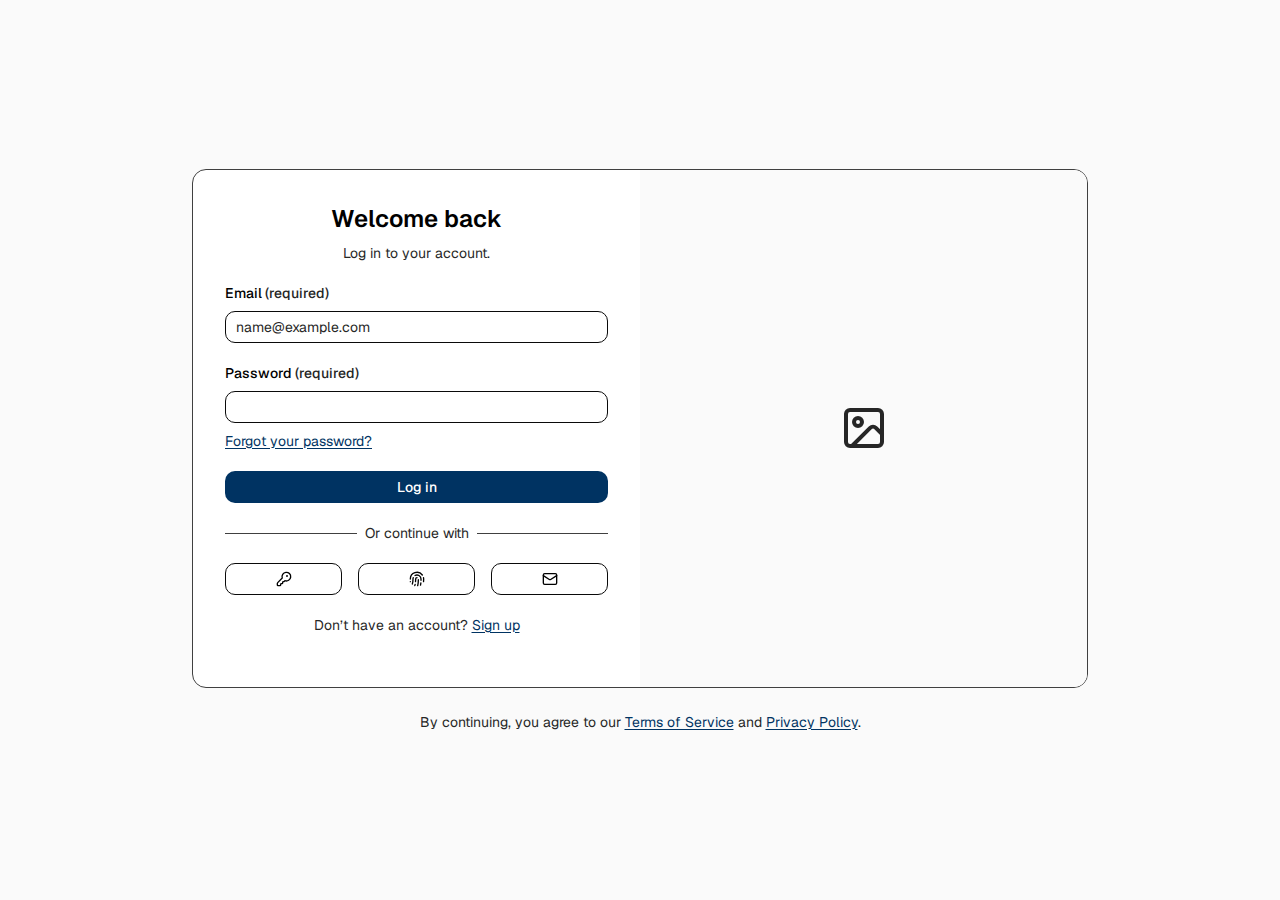 Welcome back
Log in to your account.
Email (required)
name@example.com
Password (required)
Forgot your password?
Log in
Or continue with
Don't have an account? Sign up
By continuing, you agree to our Terms of Service and Privacy Policy.